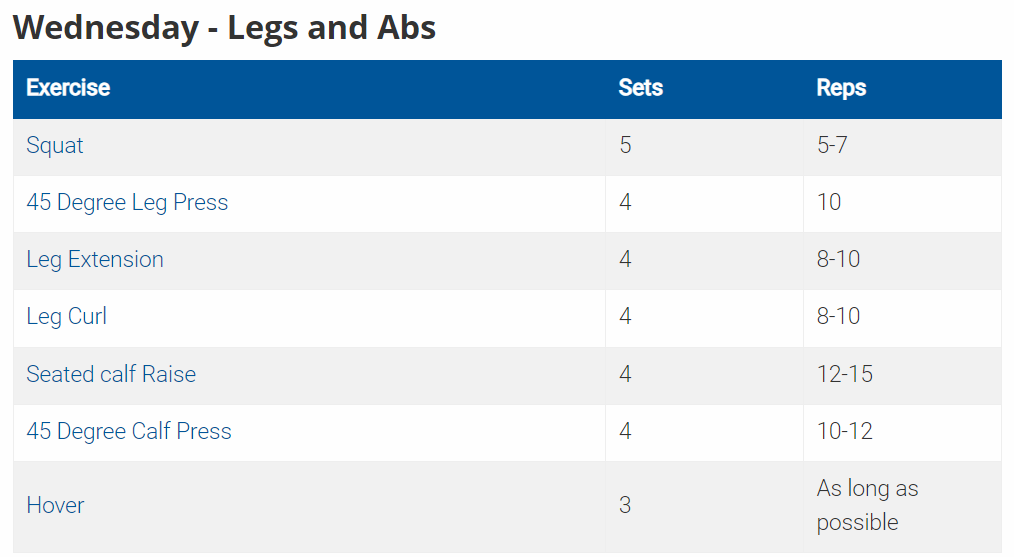 Wednesday - Legs and Abs
Exercise Sets Reps
Squat 5 5-7
45 Degree Leg Press 4 10
Leg Extension 4 8-10
Leg Curl 4 8-10
Seated calf Raise 4 12-15
45 Degree Calf Press 4 10-12
Hover 3 As long as
possible